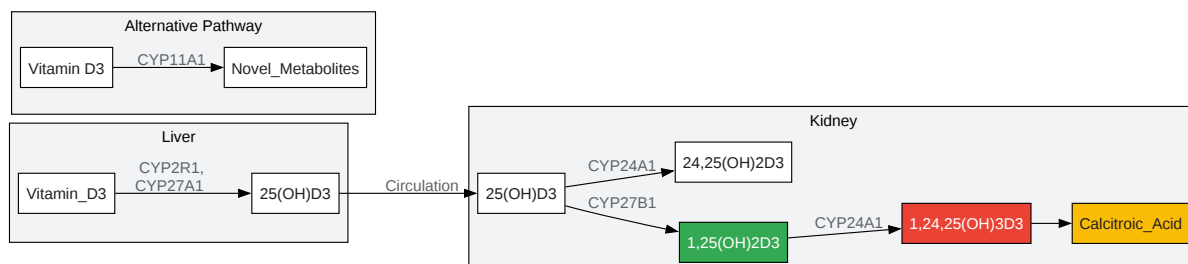 Alternative Pathway
Vitamin D3
CYP11A1
Novel_Metabolites
Liver
Vitamin_D3
CYP2R1,
CYP27A1
25(OH)D3
Circulation
Kidney
25(OH)D3
CYP24A1
24,25(OH)2D3
CYP27B1
1,25(OH)2D3
CYP24A1
1,24,25(OH)3D3
Calcitroic_Acid